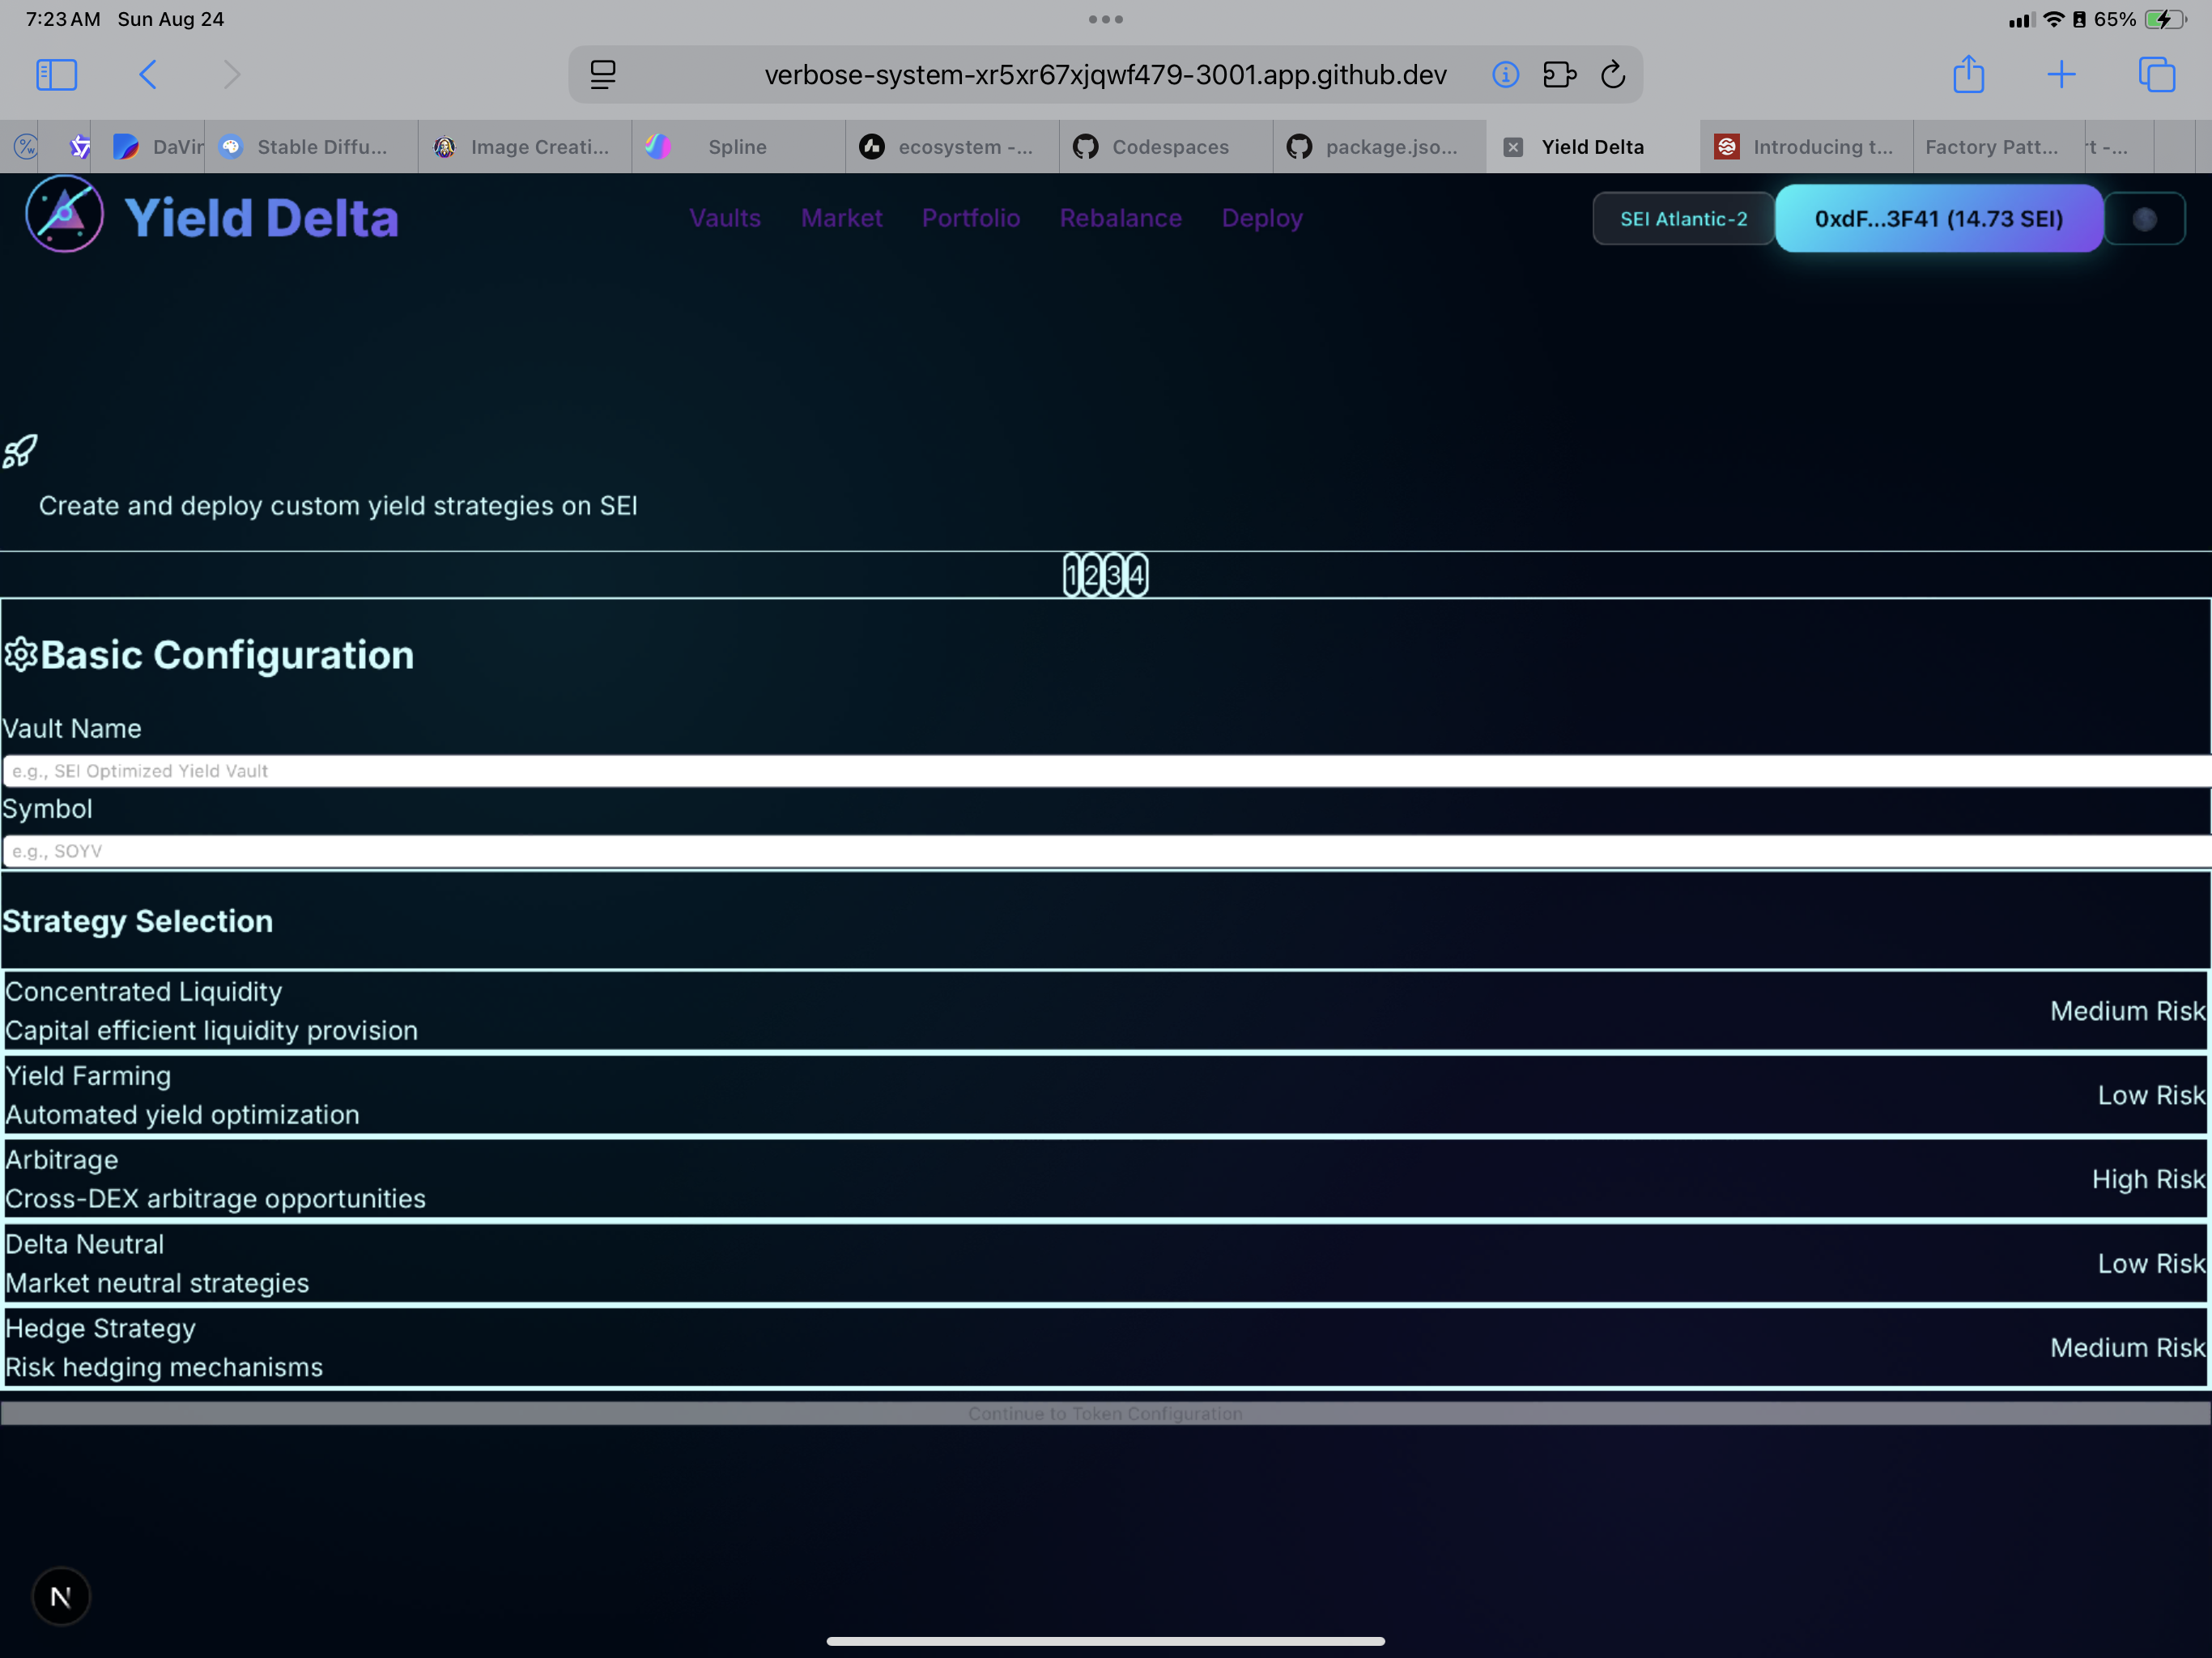 7:23 AM Sun Aug 24
65%
verbose-system-xr5xr67xjqwf479-3001.app.github.dev
DaVir
Stable Diffu...
Image Creati...
Spline
ecosystem -...
Codespaces
package.jso...
Yield Delta
Introducing t...
Factory Patt...
rt -...
Yield Delta
Vaults
Market
Portfolio
Rebalance
Deploy
SEI Atlantic-2
0xdF...3F41 (14.73 SEI)
Create and deploy custom yield strategies on SEI
1 2 3 4
Basic Configuration
Vault Name
e.g., SEI Optimized Yield Vault
Symbol
e.g., SOYV
Strategy Selection
Concentrated Liquidity
Capital efficient liquidity provision
Medium Risk
Yield Farming
Automated yield optimization
Low Risk
Arbitrage
Cross-DEX arbitrage opportunities
High Risk
Delta Neutral
Market neutral strategies
Low Risk
Hedge Strategy
Risk hedging mechanisms
Medium Risk
Continue to Token Configuration
N